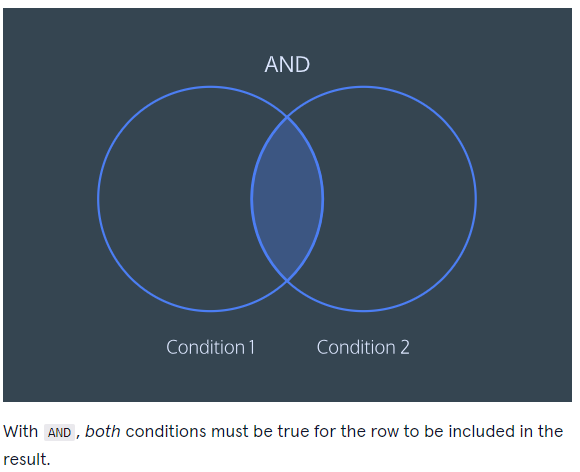 AND
Condition 1 Condition 2
With AND, both conditions must be true for the row to be included in the
result.